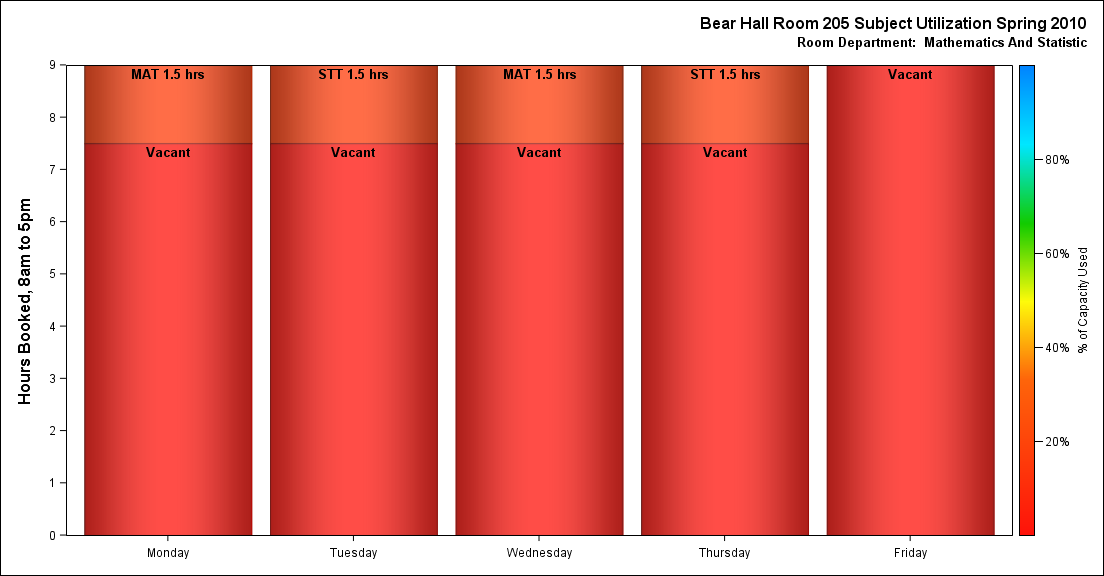 Bear Hall Room 205 Subject Utilization Spring 2010
Room Department:  Mathematics And Statistic
Hours Booked, 8am to 5pm
9
8
7
6
5
4
3
2
1
0
MAT 1.5 hrs
STT 1.5 hrs
MAT 1.5 hrs
STT 1.5 hrs
Vacant
Vacant
Vacant
Vacant
Vacant
Monday
Tuesday
Wednesday
Thursday
Friday
80%
60%
40%
20%
% of Capacity Used